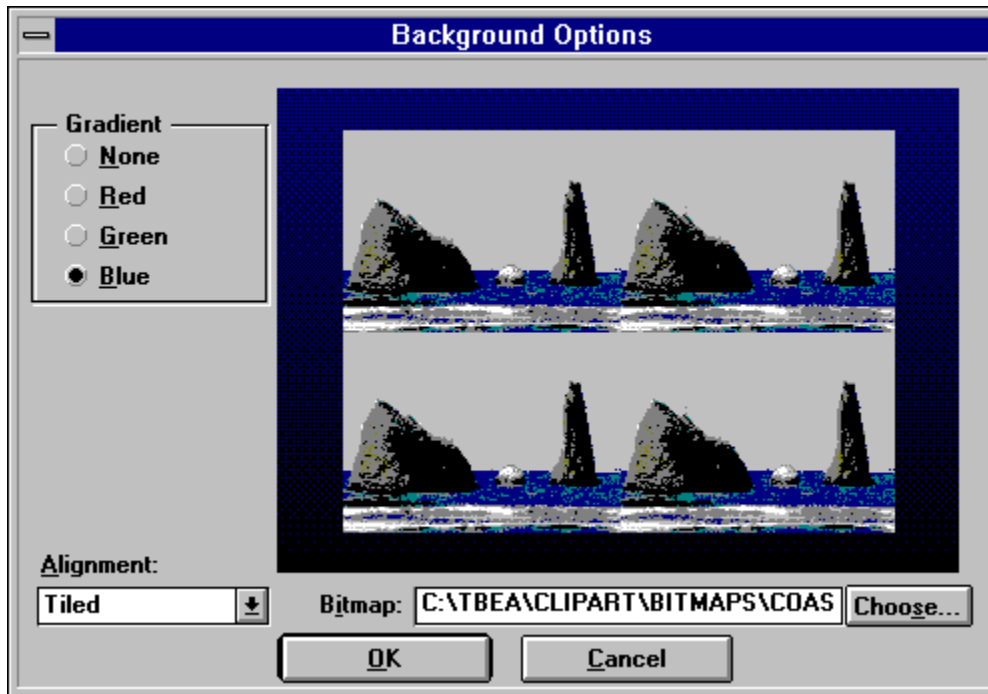 Background Options
Gradient
None
Red
Green
Blue
Alignment:
Tiled
Bitmap: C:\TBEA\CLIPART\BITMAPS\COAS Choose...
OK Cancel